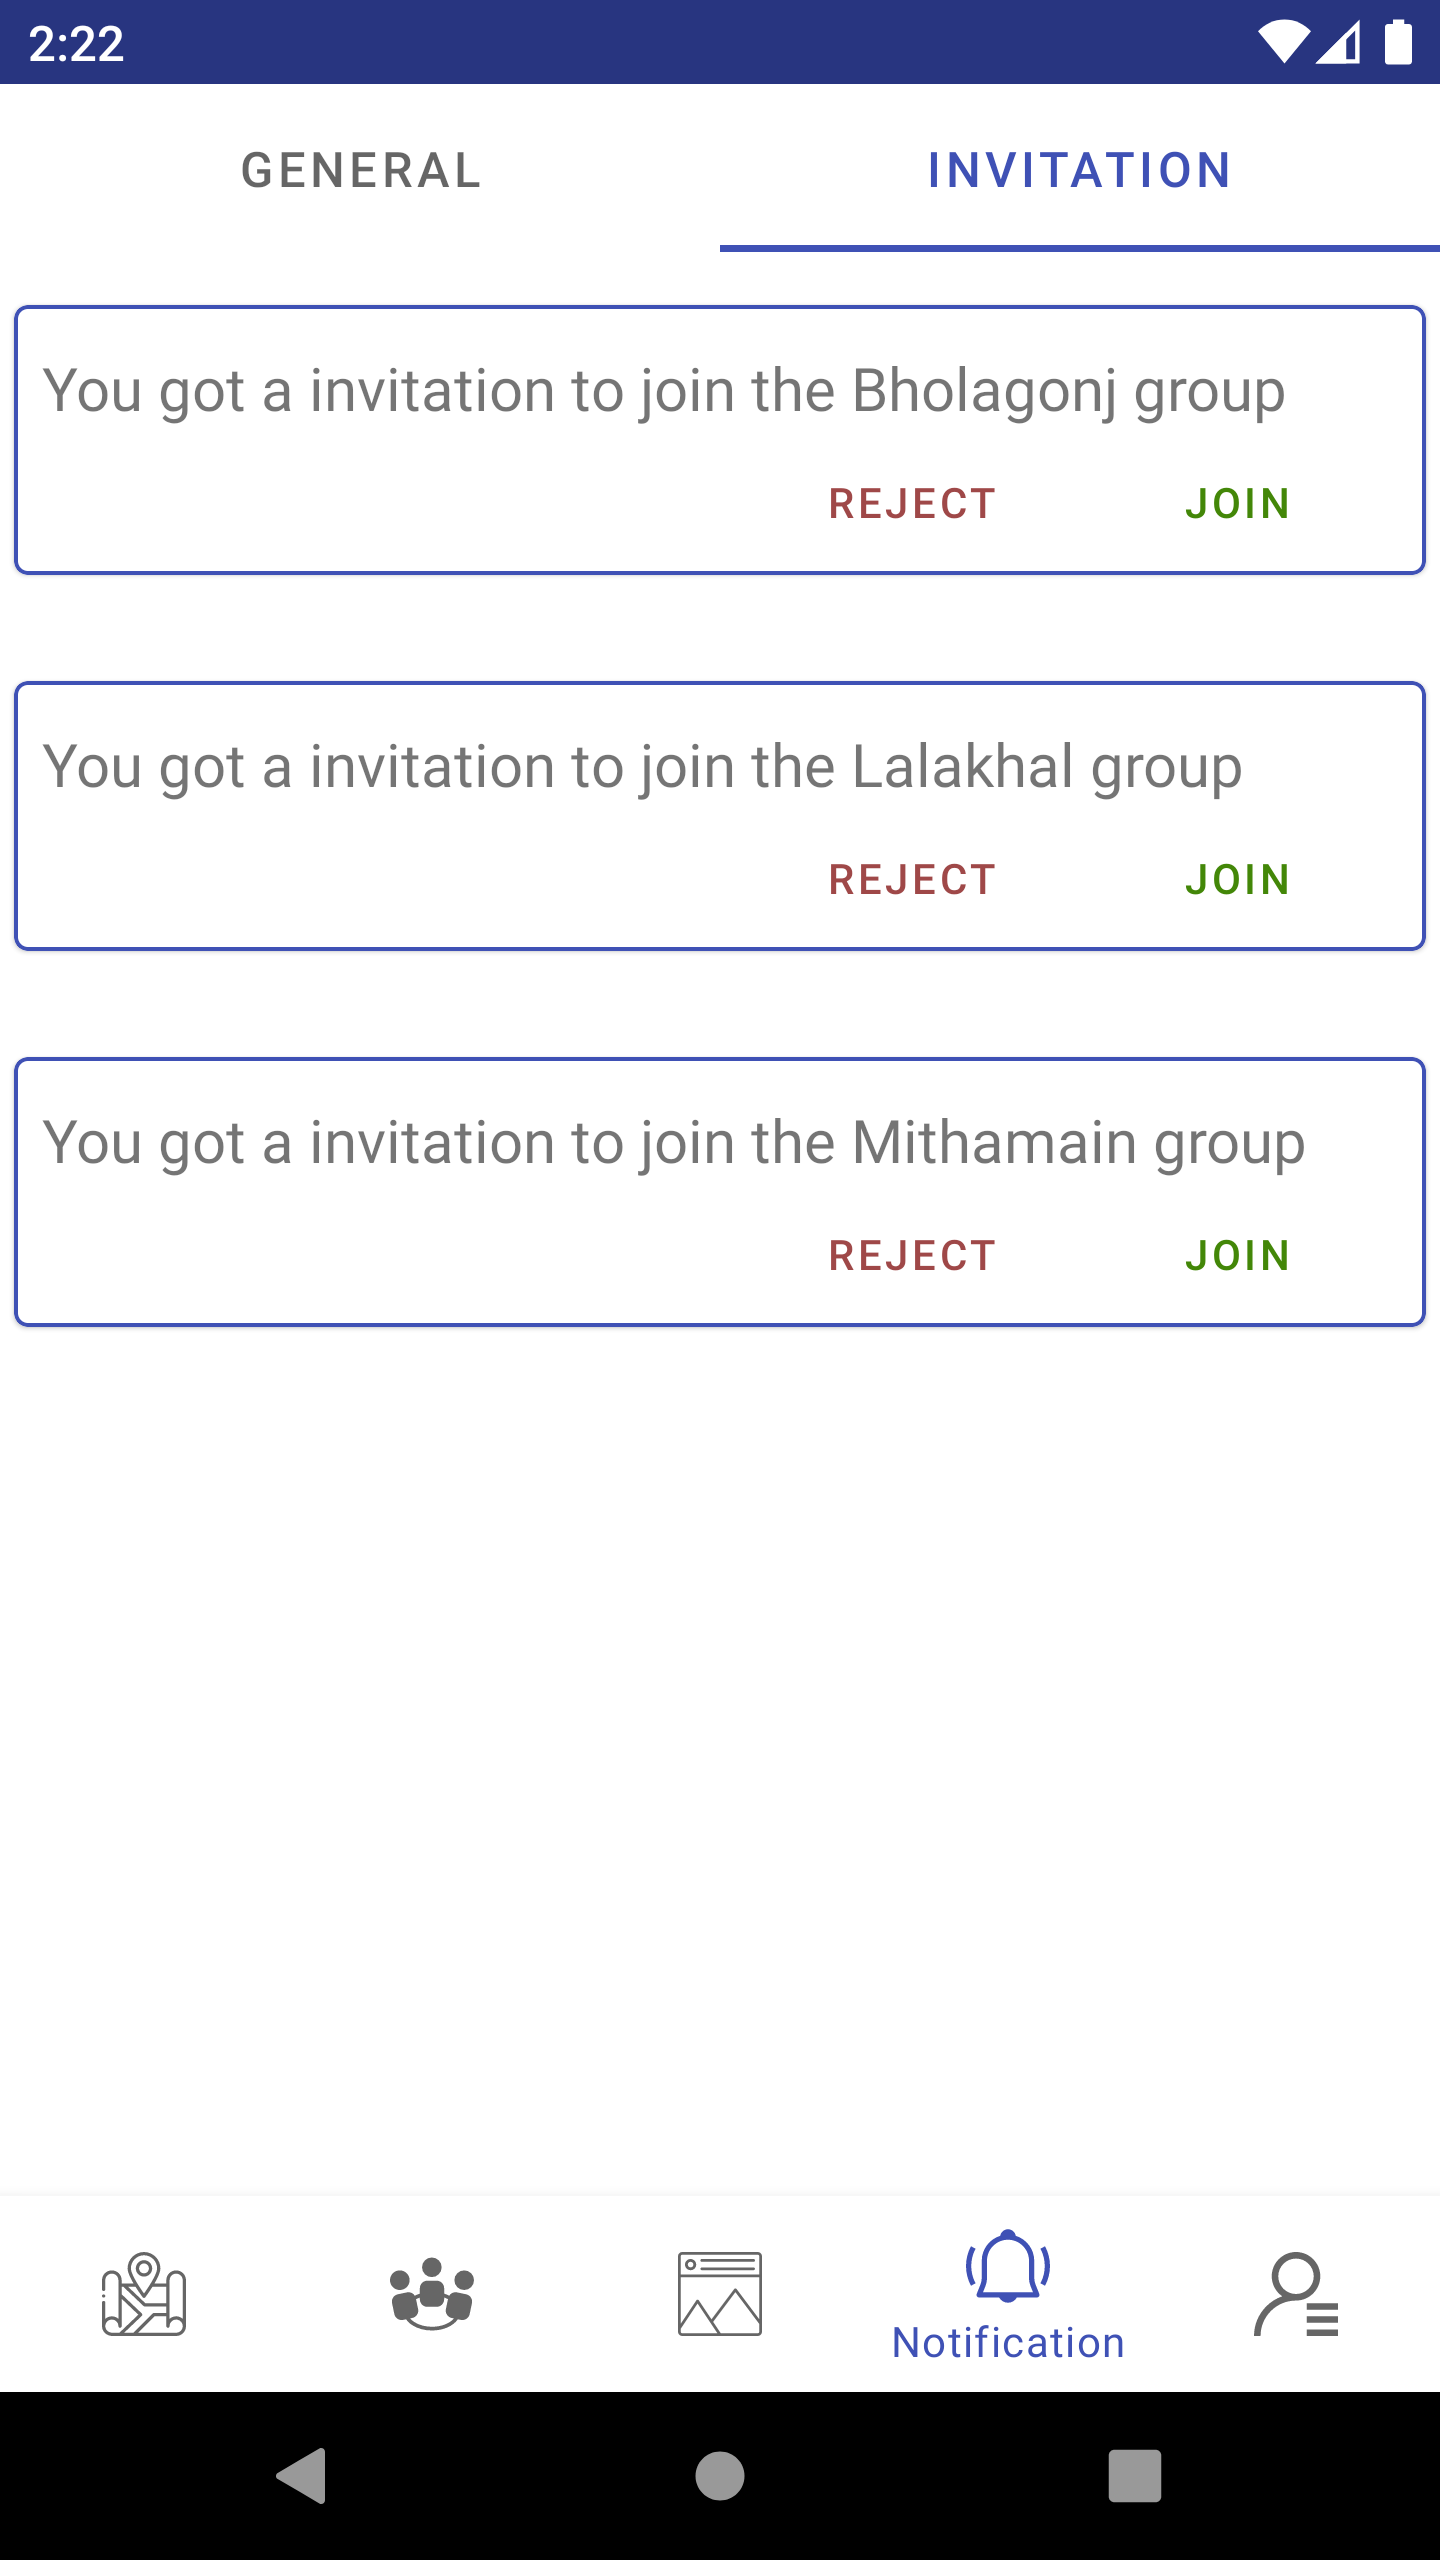 2:22
GENERAL INVITATION
You got a invitation to join the Bholagonj group
REJECT JOIN
You got a invitation to join the Lalakhal group
REJECT JOIN
You got a invitation to join the Mithamain group
REJECT JOIN
Notification